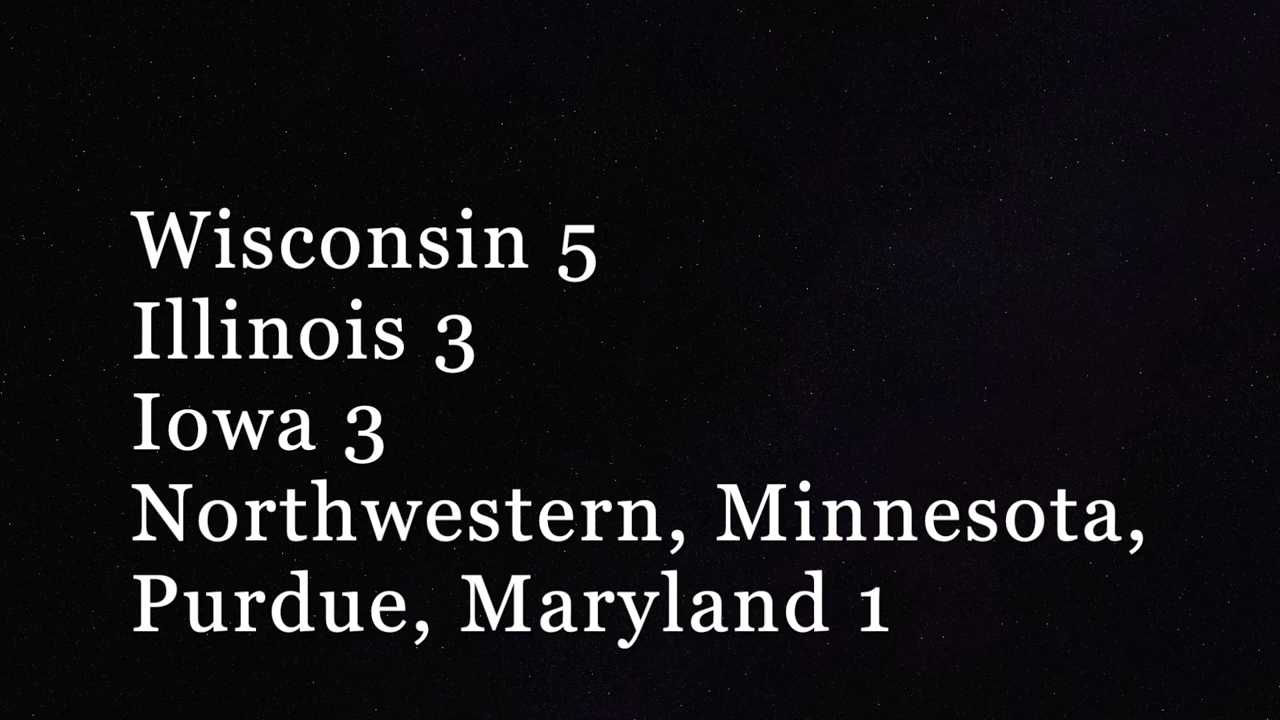 Wisconsin 5
Illinois 3
Iowa 3
Northwestern, Minnesota,
Purdue, Maryland 1